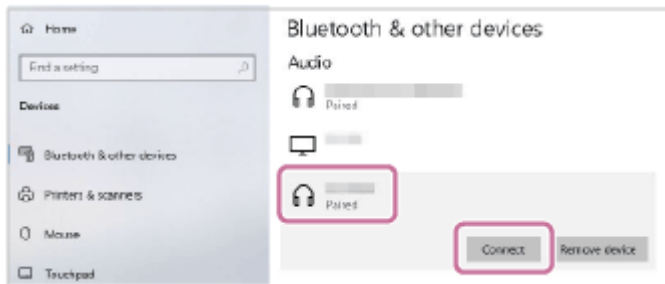 Home
Find a setting
Devices
Bluetooth & other devices
Printers & scanners
Mouse
Touchpad
Bluetooth & other devices
Audio
Paired
Paired
Connect
Remove device